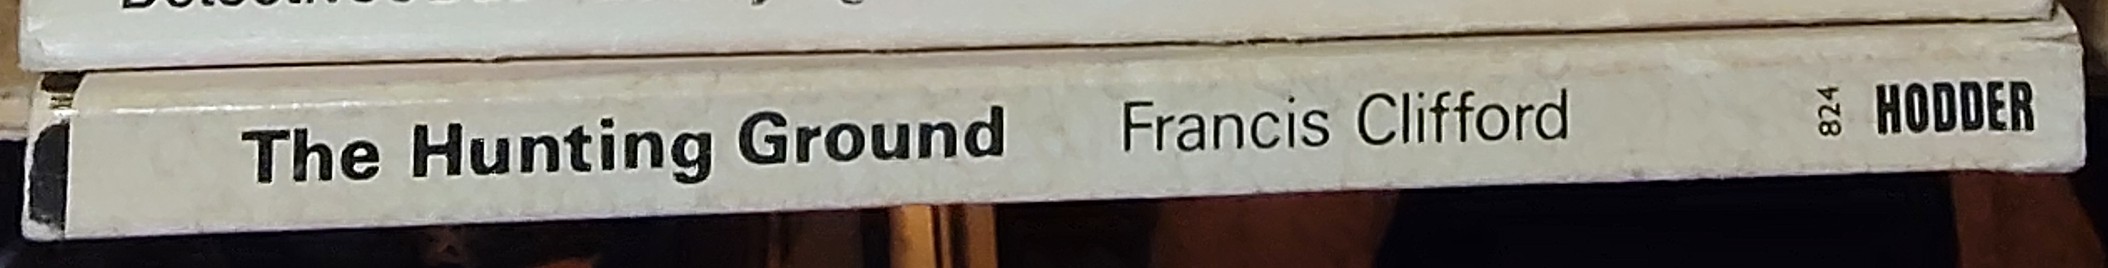 The Hunting Ground Francis Clifford 824 HODDER